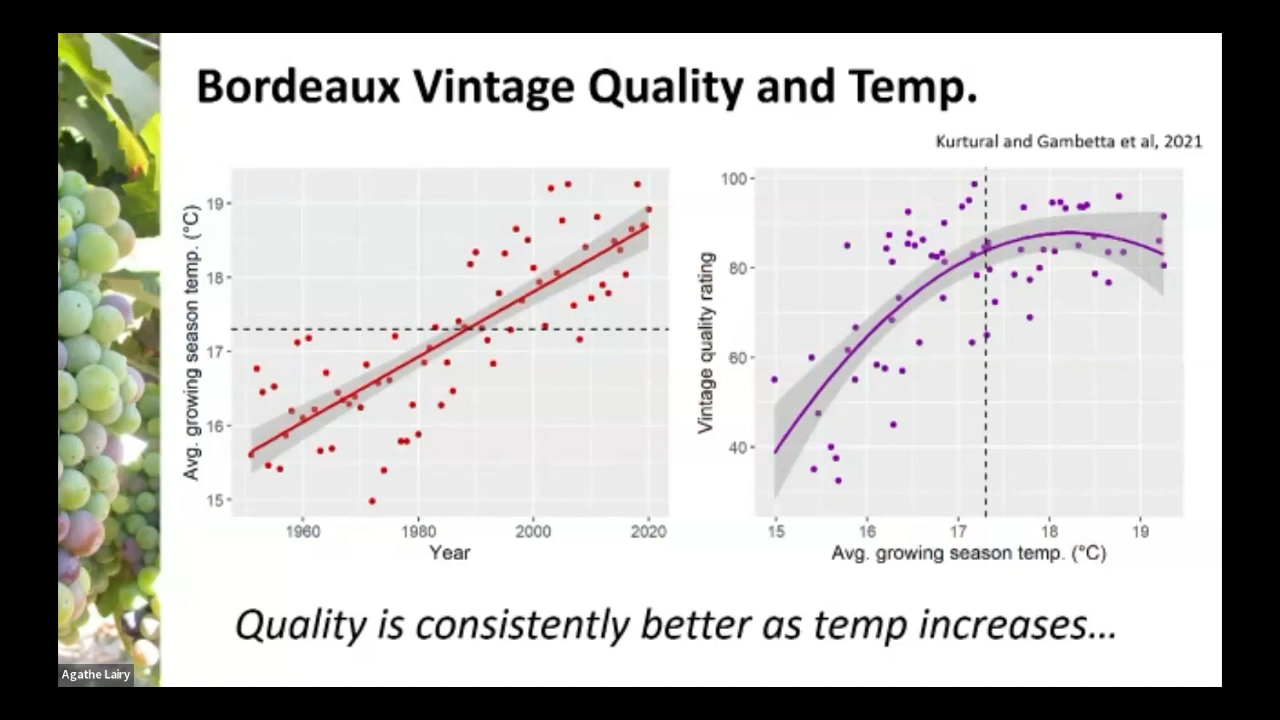 Bordeaux Vintage Quality and Temp.
Kurtural and Gambetta et al, 2021
Avg. growing season temp. (°C)
19
18
17
16
15
1960 1980 2000 2020
Year
Vintage quality rating
100
80
60
40
15 16 17 18 19
Avg. growing season temp. (°C)
Quality is consistently better as temp increases...
Agathe Lairy